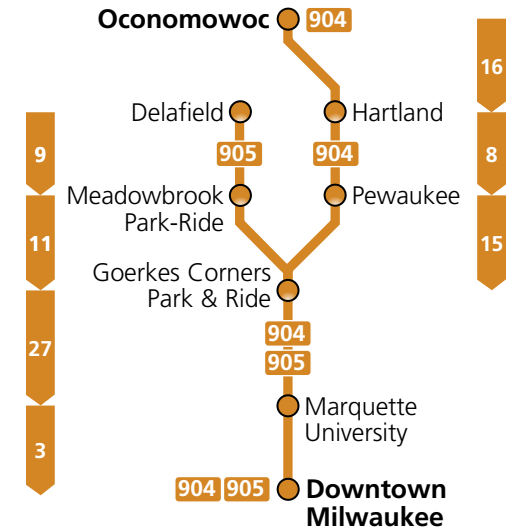 Oconomowoc 904
16
Delafield
Hartland
9
905
904
8
Meadowbrook
Park-Ride
Pewaukee
11
15
Goerkes Corners
Park & Ride
904
905
27
Marquette
University
3
904 905 Downtown
Milwaukee